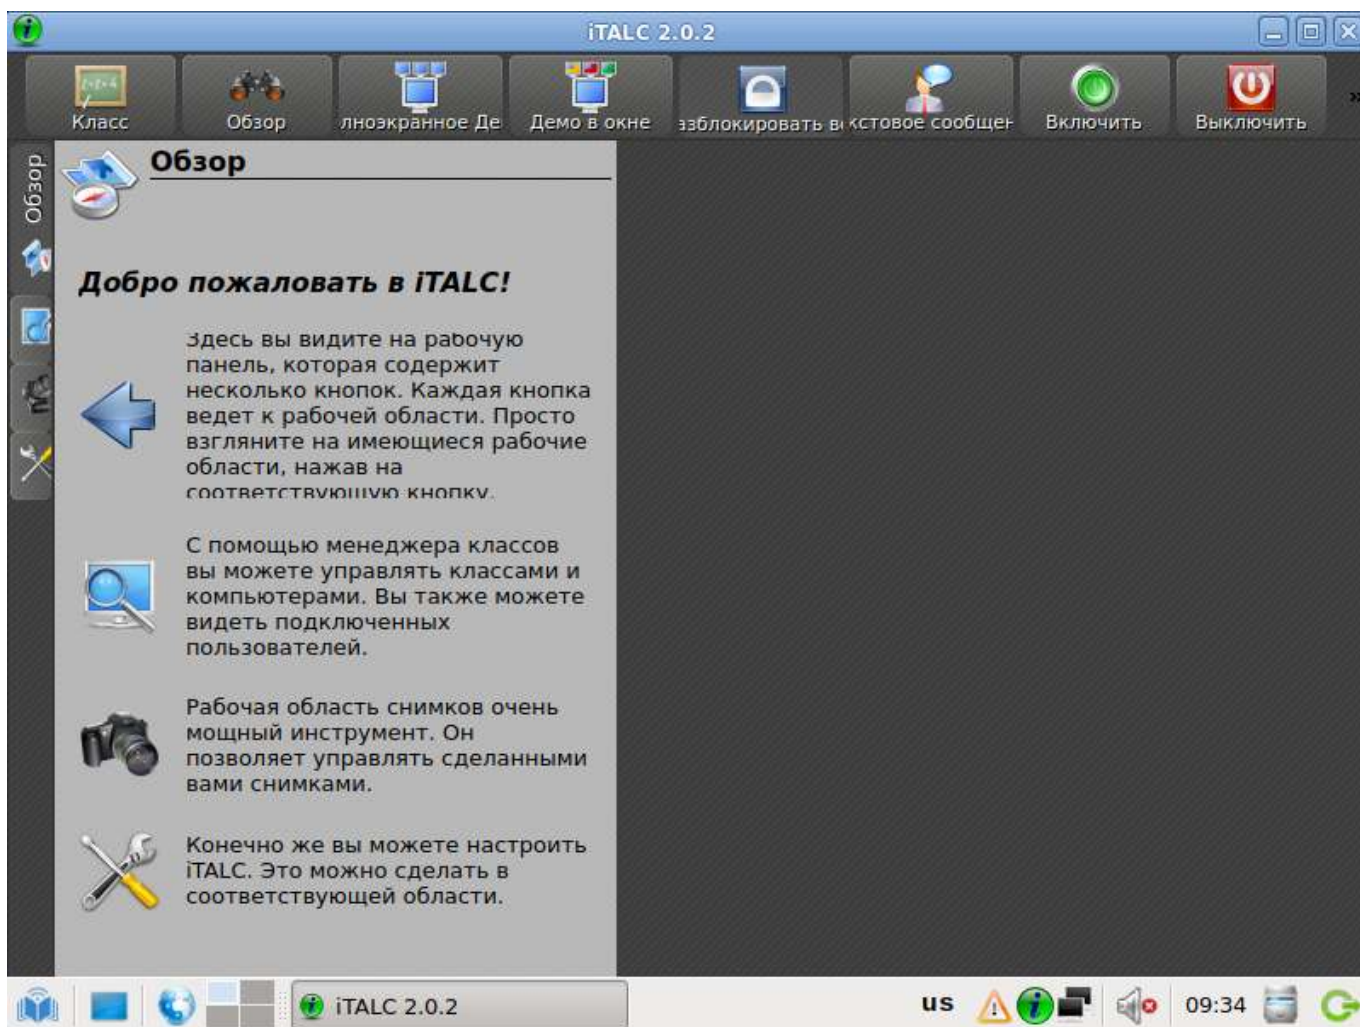 iTALC 2.0.2
Класс
Обзор
лноэкранное Де
Демо в окне
азблокировать вс
кстовое сообщен
Включить
Выключить
»
Обзор
Обзор
Добро пожаловать в iTALC!
Здесь вы видите на рабочую
панель, которая содержит
несколько кнопок. Каждая кнопка
ведет к рабочей области. Просто
взгляните на имеющиеся рабочие
области, нажав на
соответствующую кнопку.
С помощью менеджера классов
вы можете управлять классами и
компьютерами. Вы также можете
видеть подключенных
пользователей.
Рабочая область снимков очень
мощный инструмент. Он
позволяет управлять сделанными
вами снимками.
Конечно же вы можете настроить
iTALC. Это можно сделать в
соответствующей области.
iTALC 2.0.2
us
09:34